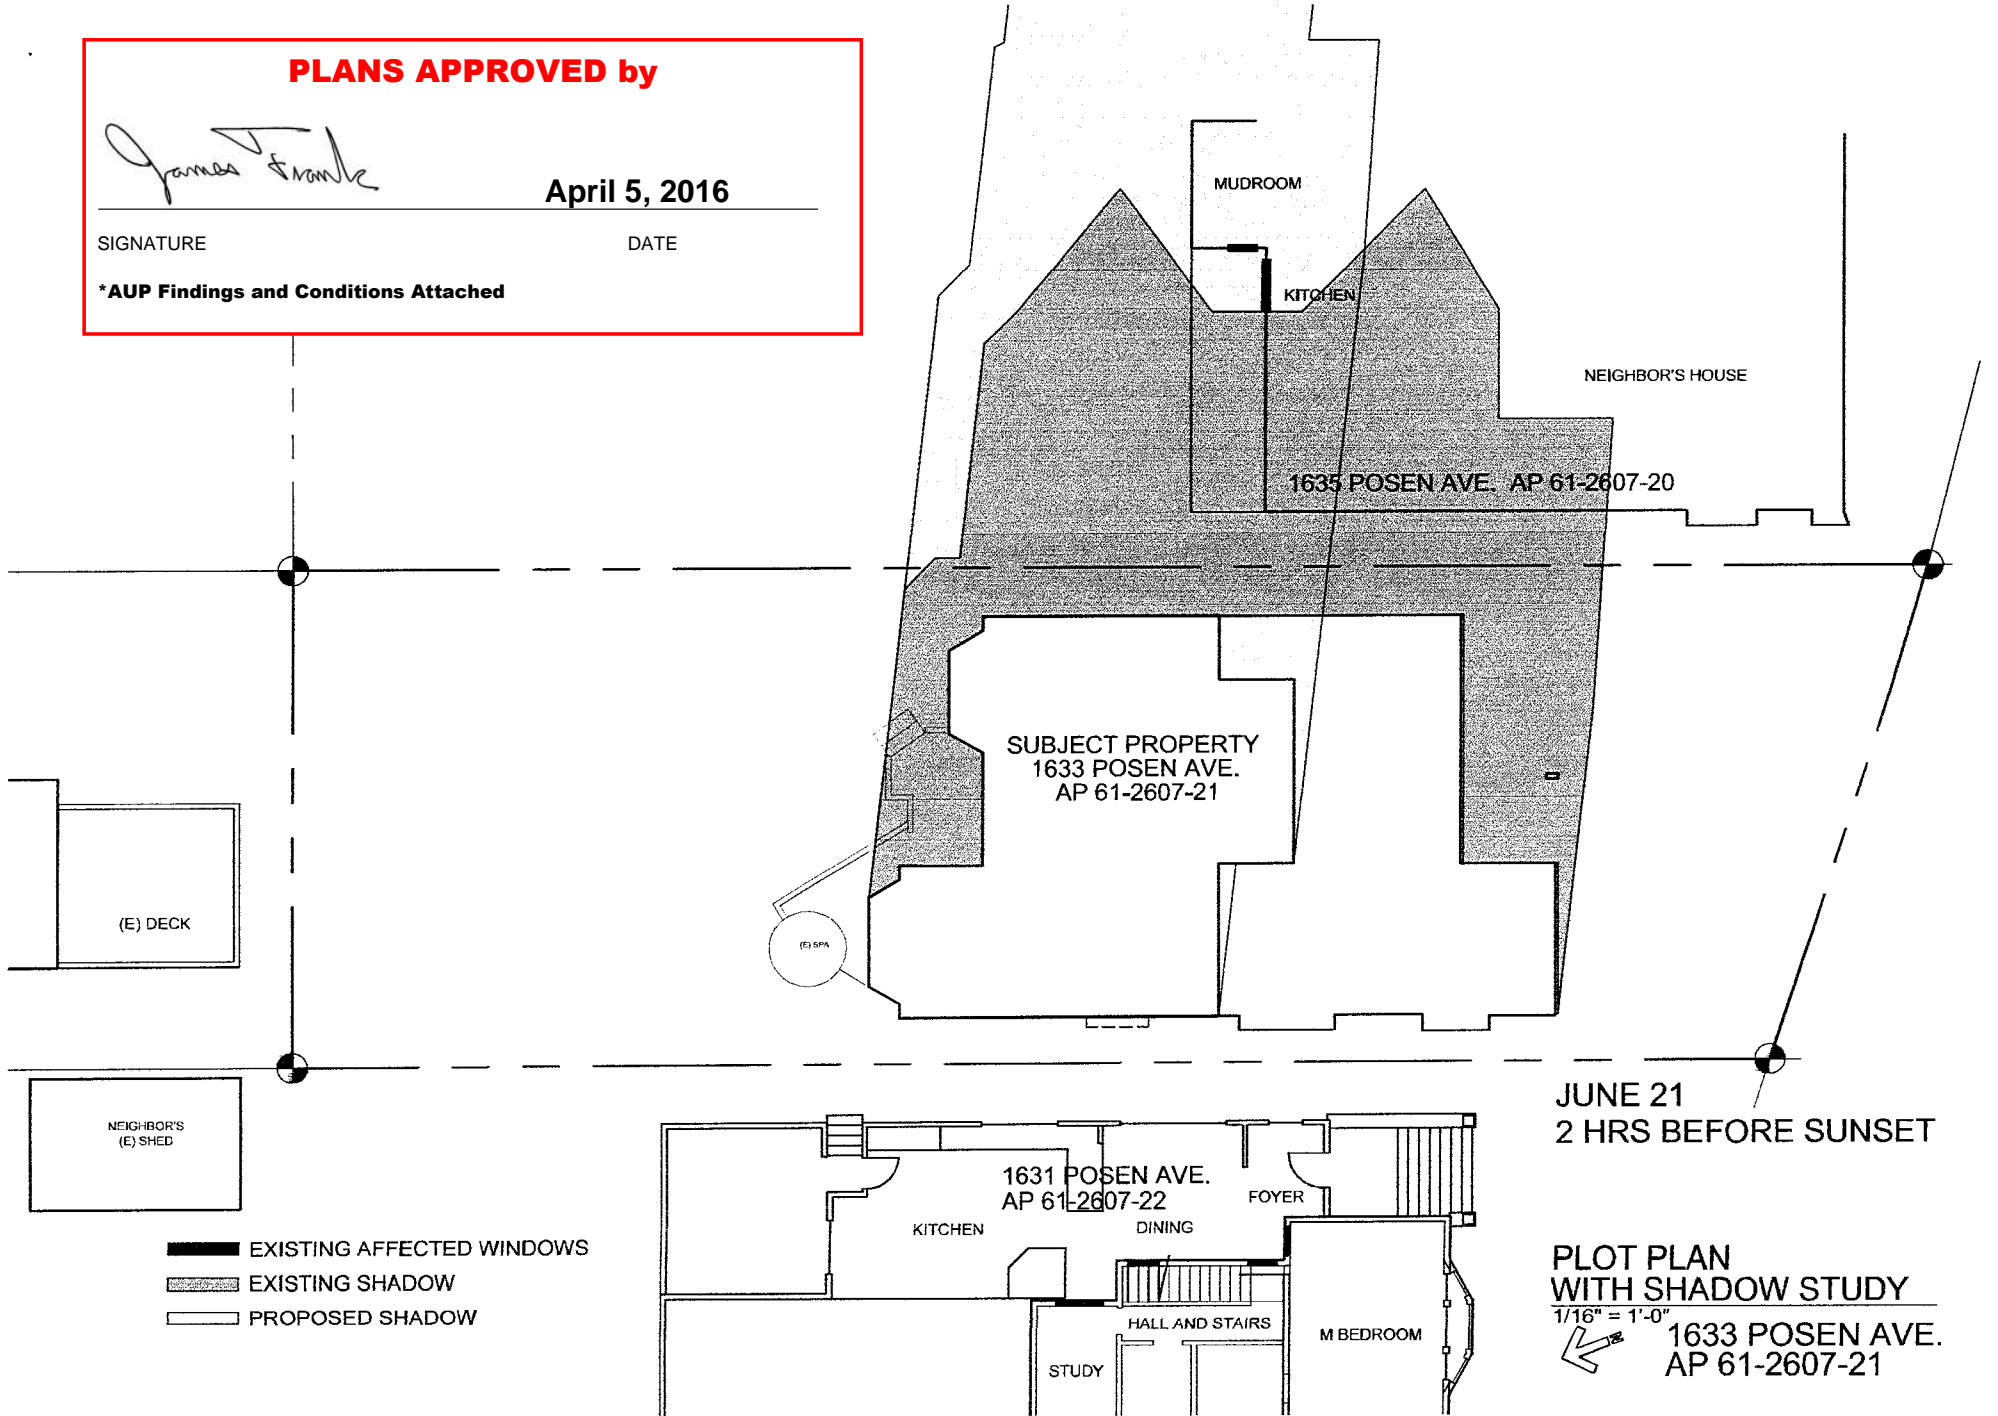 PLANS APPROVED by
James Frank
April 5, 2016
SIGNATURE
DATE
*AUP Findings and Conditions Attached
MUDROOM
KITCHEN
NEIGHBOR'S HOUSE
1635 POSEN AVE. AP 61-2607-20
SUBJECT PROPERTY
1633 POSEN AVE.
AP 61-2607-21
(E) DECK
(E) SPA
NEIGHBOR'S
(E) SHED
JUNE 21
2 HRS BEFORE SUNSET
1631 POSEN AVE.
AP 61-2607-22
FOYER
KITCHEN
DINING
HALL AND STAIRS
M BEDROOM
STUDY
EXISTING AFFECTED WINDOWS
EXISTING SHADOW
PROPOSED SHADOW
PLOT PLAN
WITH SHADOW STUDY
1/16" = 1'-0"
N
1633 POSEN AVE.
AP 61-2607-21